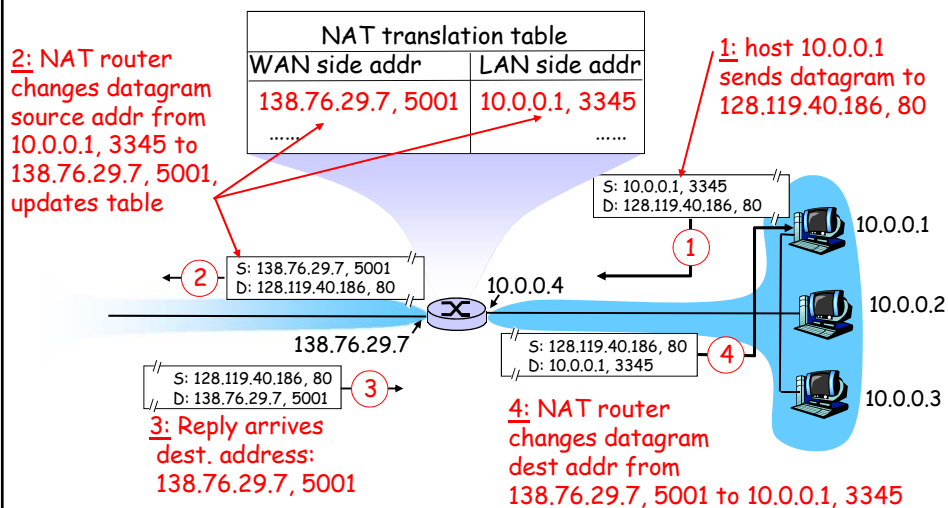 NAT translation table
WAN side addr LAN side addr
138.76.29.7, 5001 10.0.0.1, 3345
...... ......
2: NAT router
changes datagram
source addr from
10.0.0.1, 3345 to
138.76.29.7, 5001,
updates table
1: host 10.0.0.1
sends datagram to
128.119.40.186, 80
S: 10.0.0.1, 3345
D: 128.119.40.186, 80
1
10.0.0.1
2
S: 138.76.29.7, 5001
D: 128.119.40.186, 80
10.0.0.4
10.0.0.2
138.76.29.7
S: 128.119.40.186, 80
D: 10.0.0.1, 3345
4
S: 128.119.40.186, 80
D: 138.76.29.7, 5001
3
10.0.0.3
3: Reply arrives
dest. address:
138.76.29.7, 5001
4: NAT router
changes datagram
dest addr from
138.76.29.7, 5001 to 10.0.0.1, 3345